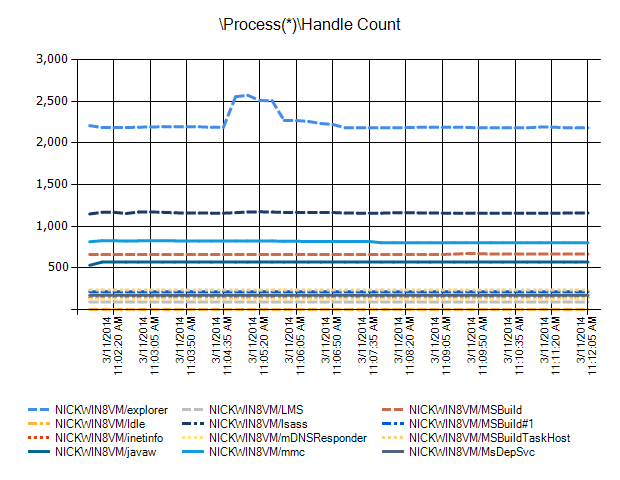 \Process(*)\Handle Count
3,000
2,500
2,000
1,500
1,000
500
3/11/2014 11:02:20 AM
3/11/2014 11:03:05 AM
3/11/2014 11:03:50 AM
3/11/2014 11:04:35 AM
3/11/2014 11:05:20 AM
3/11/2014 11:06:05 AM
3/11/2014 11:06:50 AM
3/11/2014 11:07:35 AM
3/11/2014 11:08:20 AM
3/11/2014 11:09:05 AM
3/11/2014 11:09:50 AM
3/11/2014 11:10:35 AM
3/11/2014 11:11:20 AM
3/11/2014 11:12:05 AM
NICKWIN8VM/explorer NICKWIN8VM/LMS NICKWIN8VM/MSBuild
NICKWIN8VM/Idle NICKWIN8VM/lsass NICKWIN8VM/MSBuild#1
NICKWIN8VM/inetinfo NICKWIN8VM/mDNSResponder NICKWIN8VM/MSBuildTaskHost
NICKWIN8VM/javaw NICKWIN8VM/mmc NICKWIN8VM/MsDepSvc